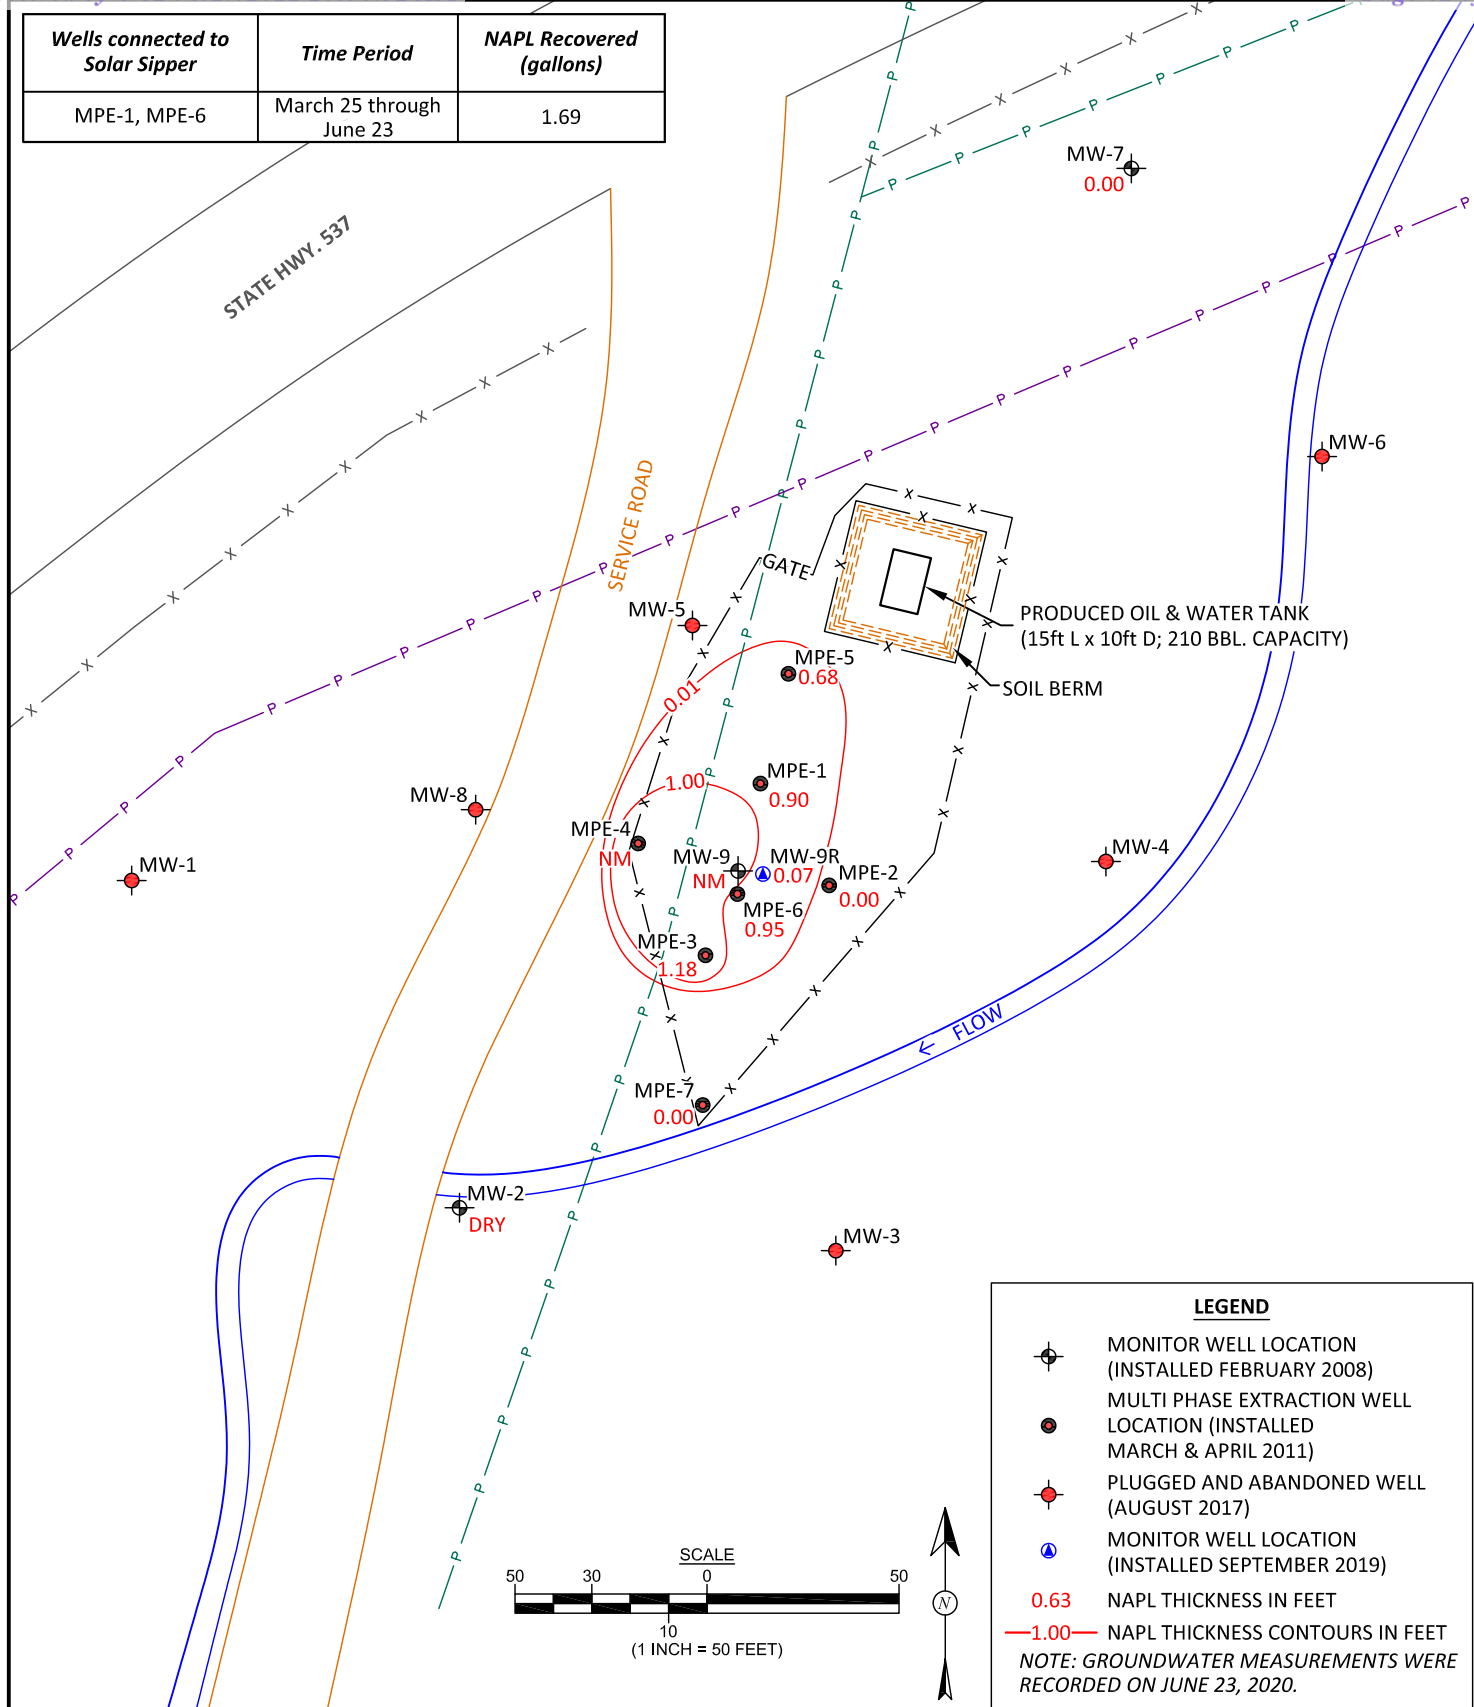 Wells connected to
Solar Sipper
Time Period
NAPL Recovered
(gallons)
MPE-1, MPE-6
March 25 through
June 23
1.69
STATE HWY. 537
SERVICE ROAD
MW-7
0.00
MW-6
GATE
PRODUCED OIL & WATER TANK
(15ft L x 10ft D; 210 BBL. CAPACITY)
SOIL BERM
MW-5
MPE-5
0.68
0.01
MPE-1
0.90
1.00
MW-8
MPE-4
NM
MW-9
NM
MW-9R
0.07
MPE-2
0.00
MW-4
MW-1
MPE-6
0.95
MPE-3
1.18
FLOW
MPE-7
0.00
MW-2
DRY
MW-3
SCALE
50 30 0 50
10
(1 INCH = 50 FEET)
N
LEGEND
MONITOR WELL LOCATION
(INSTALLED FEBRUARY 2008)
MULTI PHASE EXTRACTION WELL
LOCATION (INSTALLED
MARCH & APRIL 2011)
PLUGGED AND ABANDONED WELL
(AUGUST 2017)
MONITOR WELL LOCATION
(INSTALLED SEPTEMBER 2019)
0.63 NAPL THICKNESS IN FEET
1.00 NAPL THICKNESS CONTOURS IN FEET
NOTE: GROUNDWATER MEASUREMENTS WERE
RECORDED ON JUNE 23, 2020.